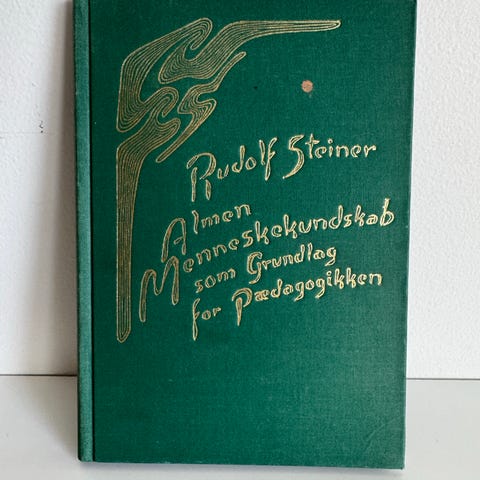 Rudolf Steiner
Almen
Menneskekundskab
som Grundlag
for Pædagogikken